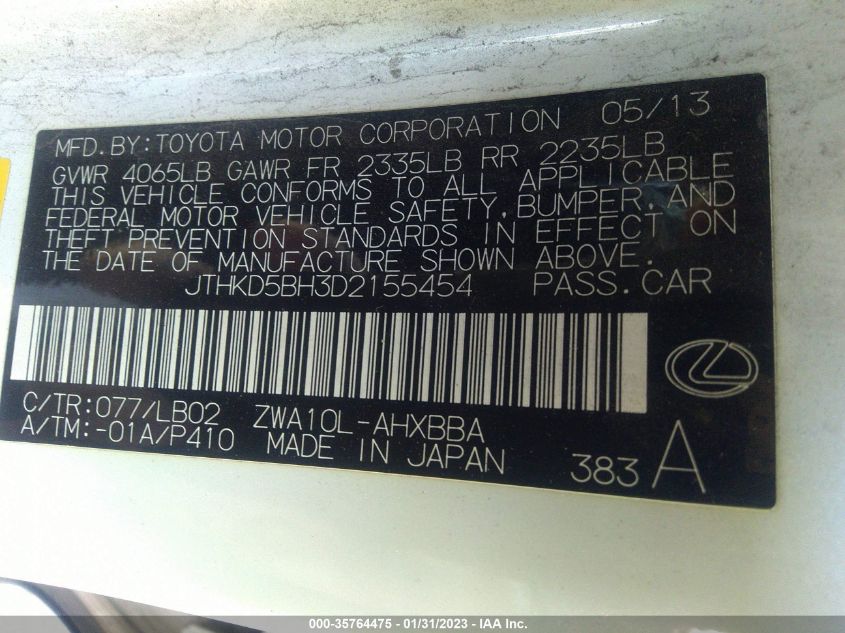 MFD. BY: TOYOTA MOTOR CORPORATION 05/13
GVWR 4065LB GAWR FR 2335LB RR 2235LB
THIS VEHICLE CONFORMS TO ALL APPLICABLE
FEDERAL MOTOR VEHICLE SAFETY, BUMPER, AND
THEFT PREVENTION STANDARDS IN EFFECT ON
THE DATE OF MANUFACTURE SHOWN ABOVE.
JTHKD5BH3D2155454 PASS. CAR
C/TR: 077/LB02 ZWA10L-AHXBBA
A/TM: -01A/P410 MADE IN JAPAN 383 A
000-35764475 — 01/31/2023 — IAA Inc.